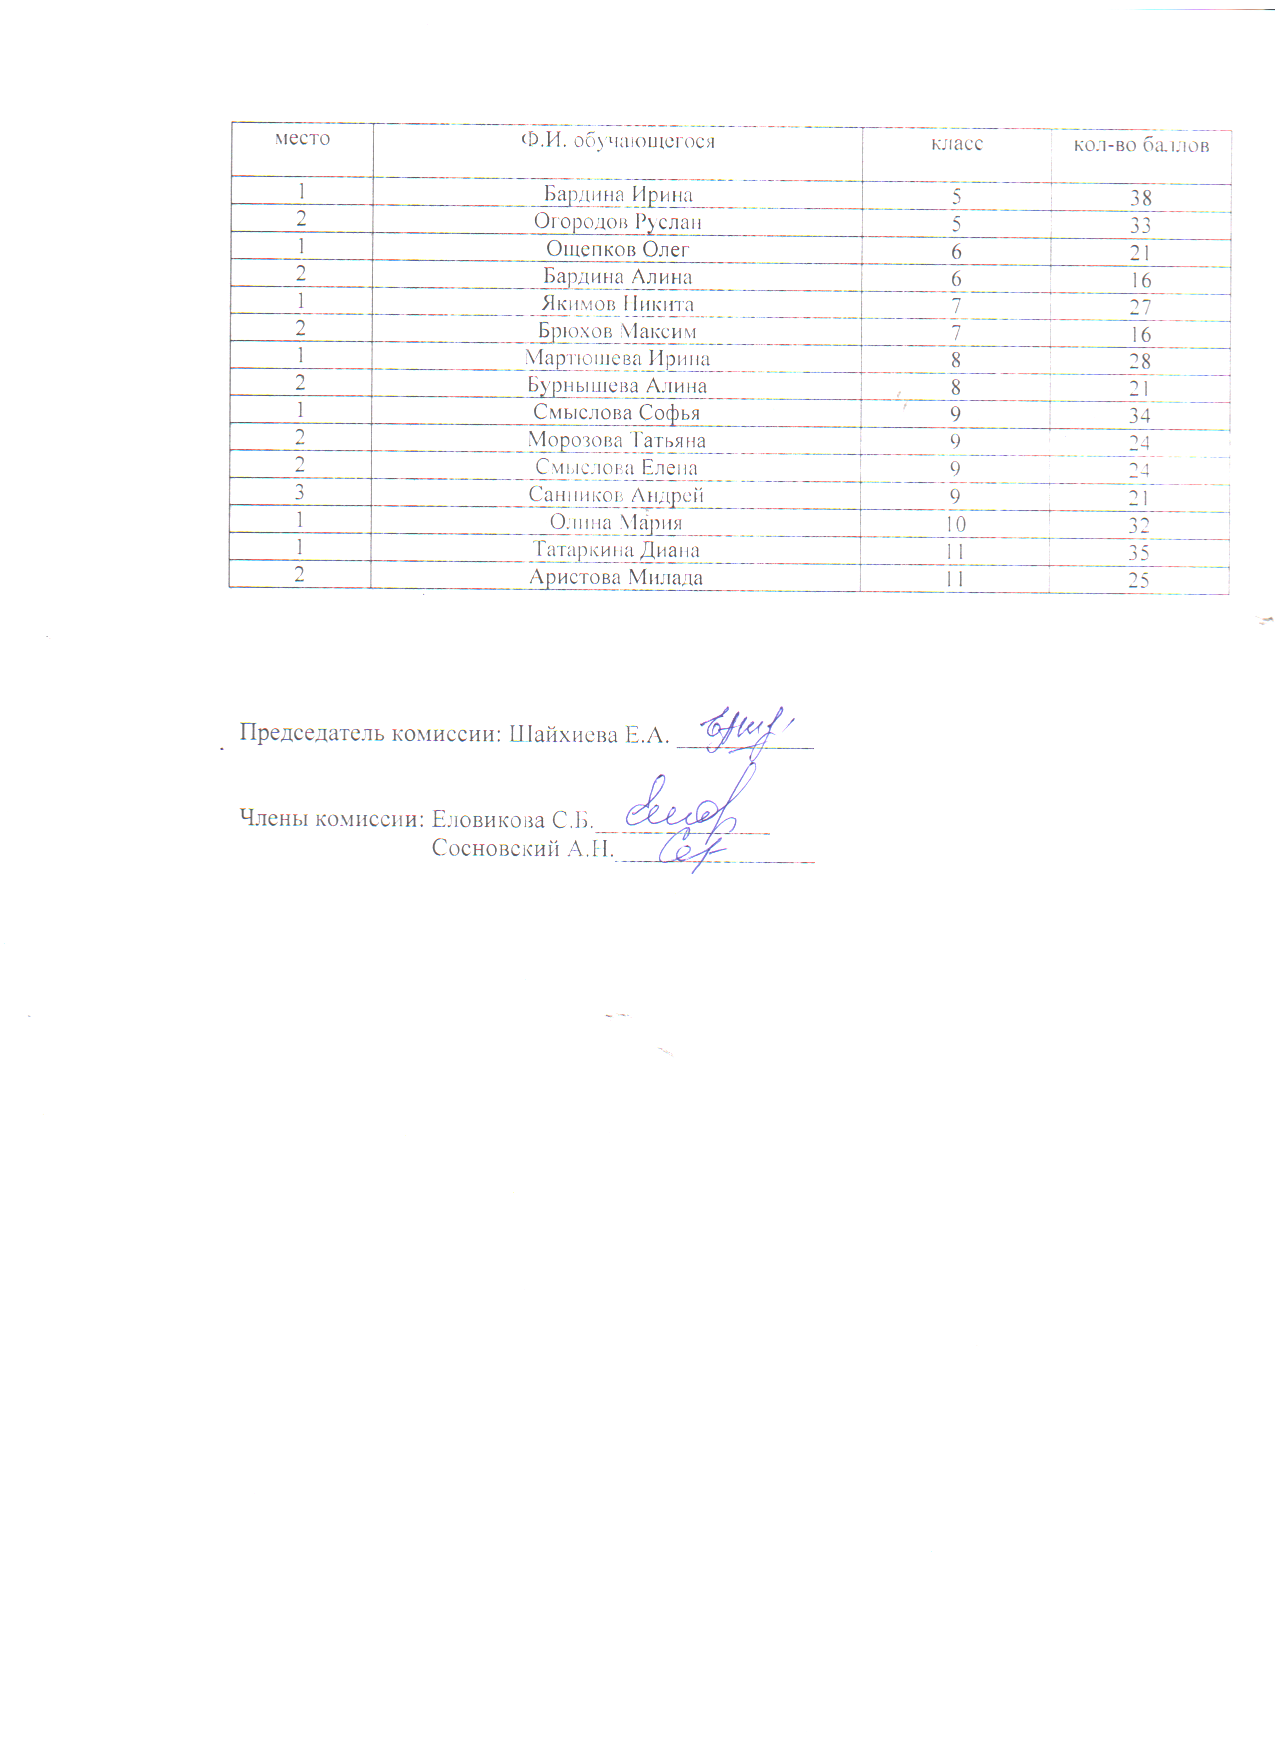 место Ф.И. обучающегося класс кол-во баллов
1 Бардина Ирина 5 38
2 Огородов Руслан 5 33
1 Ощепков Олег 6 21
2 Бардина Алина 6 16
1 Якимов Никита 7 27
2 Брюхов Максим 7 16
1 Мартюшева Ирина 8 28
2 Бурнышева Алина 8 21
1 Смыслова Софья 9 34
2 Морозова Татьяна 9 24
2 Смыслова Елена 9 24
3 Санников Андрей 9 21
1 Олина Мария 10 32
1 Татаркина Диана 11 35
2 Аристова Милада 11 25
Председатель комиссии: Шайхиева Е.А.
Члены комиссии: Еловикова С.Б.
Сосновский А.Н.